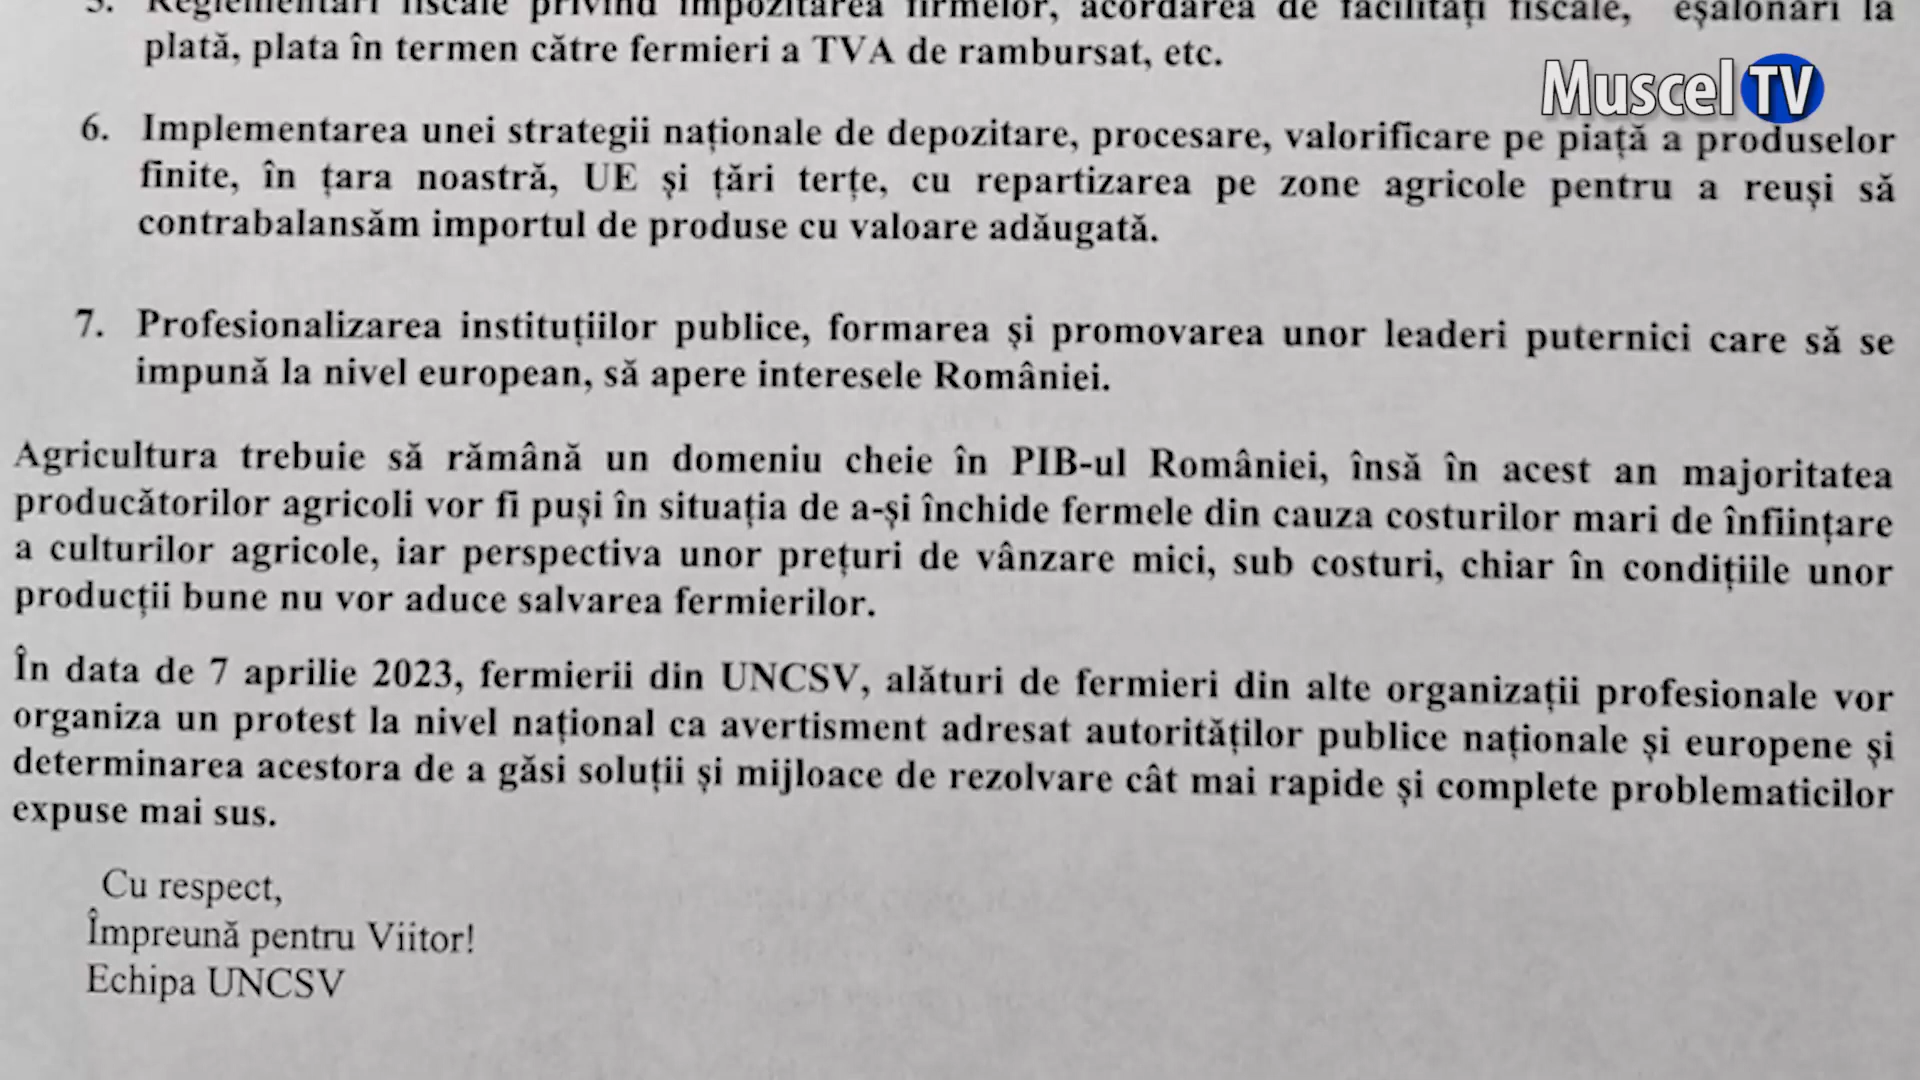 5. Reglementări fiscale privind impozitarea firmelor, acordarea de facilități fiscale, eșalonări la
plată, plata în termen către fermieri a TVA de rambursat, etc.
Muscel TV
6. Implementarea unei strategii naționale de depozitare, procesare, valorificare pe piață a produselor
finite, în țara noastră, UE și țări terțe, cu repartizarea pe zone agricole pentru a reuși să
contrabalansăm importul de produse cu valoare adăugată.
7. Profesionalizarea instituțiilor publice, formarea și promovarea unor leaderi puternici care să se
impună la nivel european, să apere interesele României.
Agricultura trebuie să rămână un domeniu cheie în PIB-ul României, însă în acest an majoritatea
producătorilor agricoli vor fi puși în situația de a-și închide fermele din cauza costurilor mari de înființare
a culturilor agricole, iar perspectiva unor prețuri de vânzare mici, sub costuri, chiar în condițiile unor
producții bune nu vor aduce salvarea fermierilor.
În data de 7 aprilie 2023, fermierii din UNCSV, alături de fermieri din alte organizații profesionale vor
organiza un protest la nivel național ca avertisment adresat autorităților publice naționale și europene și
determinarea acestora de a găsi soluții și mijloace de rezolvare cât mai rapide și complete problematicilor
expuse mai sus.
Cu respect,
Împreună pentru Viitor!
Echipa UNCSV